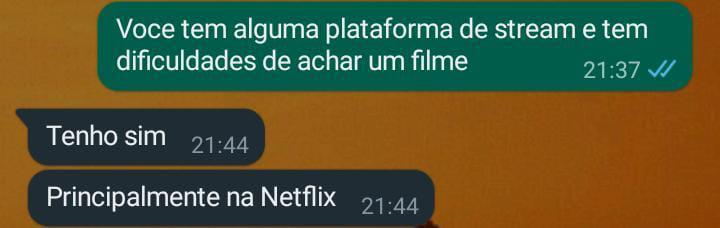 Voce tem alguma plataforma de stream e tem
dificuldades de achar um filme
21:37
Tenho sim 21:44
Principalmente na Netflix 21:44